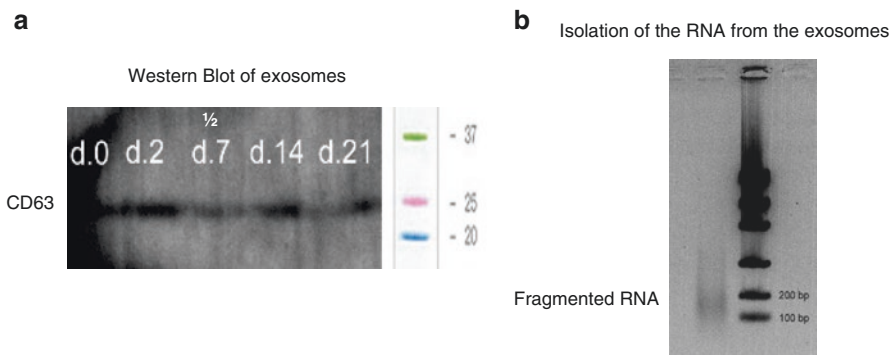 a
Western Blot of exosomes
½
d.0 d.2 d.7 d.14 d.21
CD63
- 37
- 25
- 20
b
Isolation of the RNA from the exosomes
Fragmented RNA
200 bp
100 bp